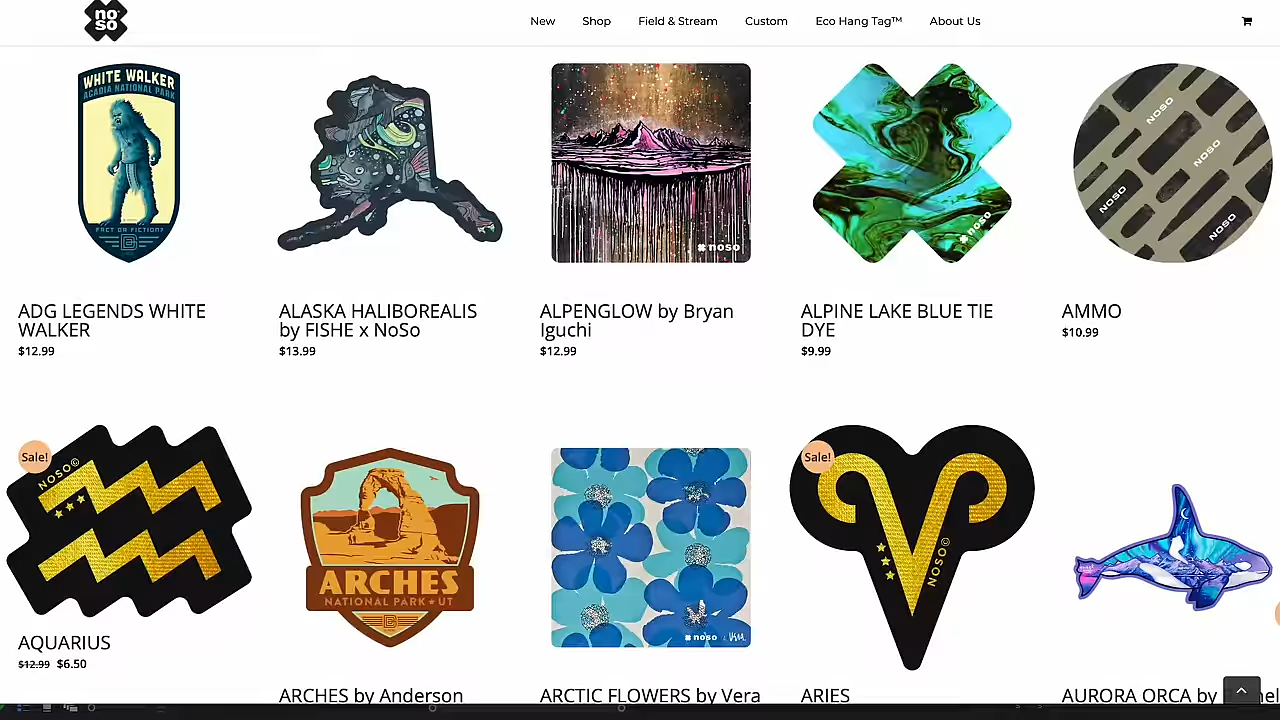 noso
New Shop Field & Stream Custom Eco Hang Tag™ About Us
WHITE WALKER
ACADIA NATIONAL PARK
FACT OR FICTION?
noso
noso
NOSO
NOSO
NOSO
NOSO
ADG LEGENDS WHITE
WALKER
$12.99
ALASKA HALIBOREALIS
by FISHE x NoSo
$13.99
ALPENGLOW by Bryan
Iguchi
$12.99
ALPINE LAKE BLUE TIE
DYE
$9.99
AMMO
$10.99
Sale!
NOSO©
ARCHES
NATIONAL PARK ★ UT
noso
Sale!
NOSO©
AQUARIUS
$12.99 $6.50
ARCHES by Anderson
ARCTIC FLOWERS by Vera
ARIES
AURORA ORCA by